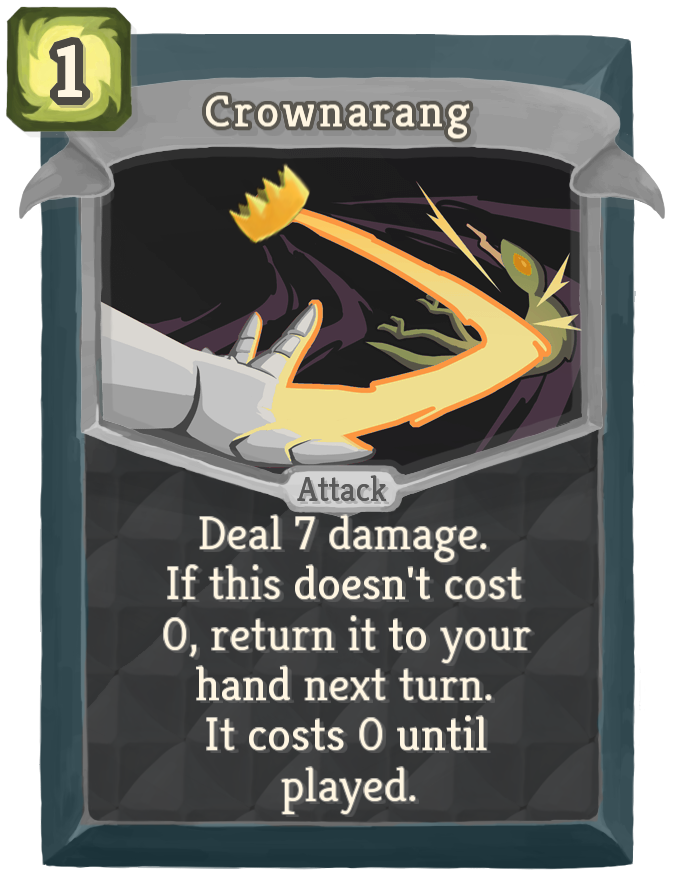 1
Crownarang
Attack
Deal 7 damage.
If this doesn't cost
0, return it to your
hand next turn.
It costs 0 until
played.